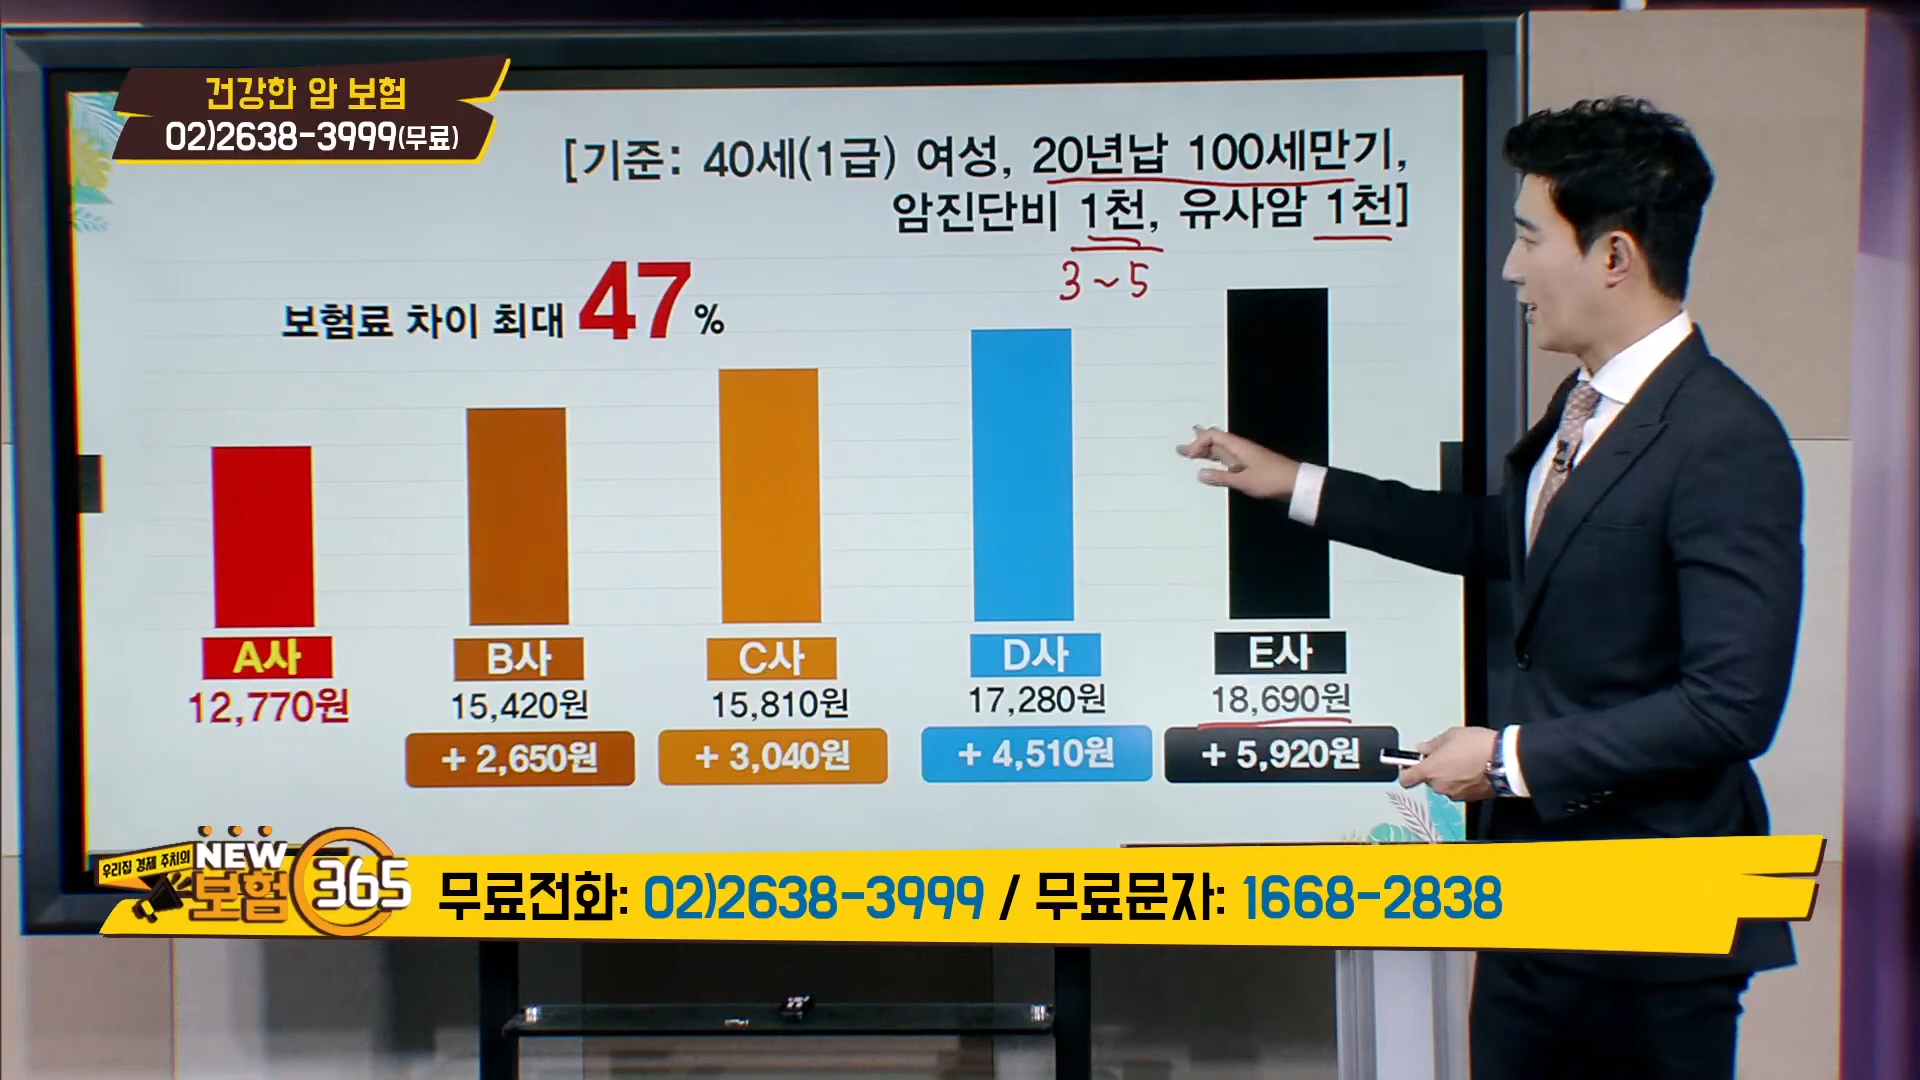 건강한 암 보험
02)2638-3999(무료)
[기준: 40세(1급) 여성, 20년납 100세만기,
암진단비 1천, 유사암 1천]
3~5
보험료 차이 최대 47%
A사
B사
C사
D사
E사
12,770원
15,420원
15,810원
17,280원
18,690원
+ 2,650원
+ 3,040원
+ 4,510원
+ 5,920원
우리집 경제 주치의
NEW
보험 365
무료전화: 02)2638-3999 / 무료문자: 1668-2838